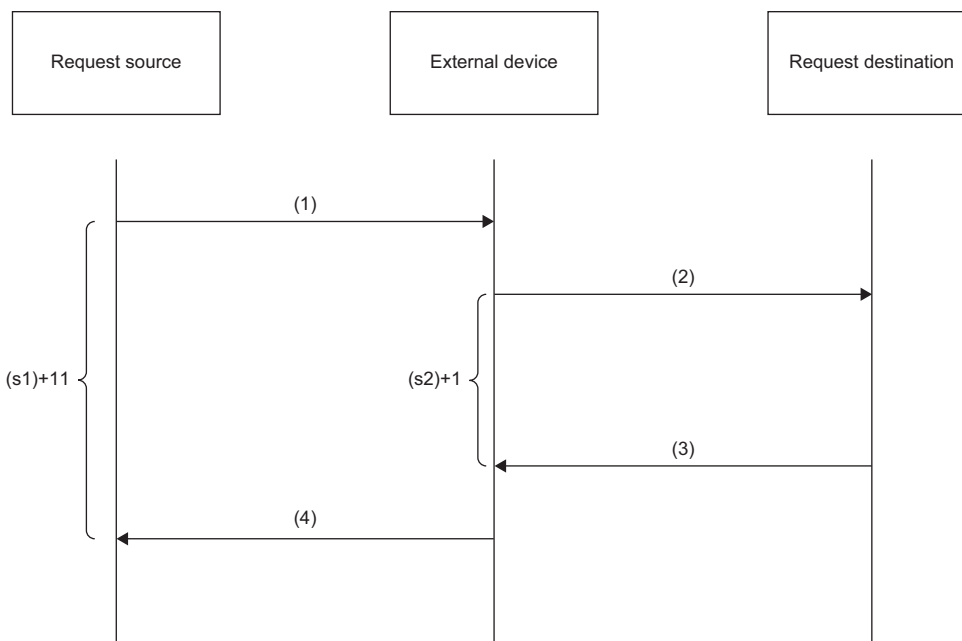 Request source
External device
Request destination
(1)
(2)
(s1)+11
(s2)+1
(3)
(4)